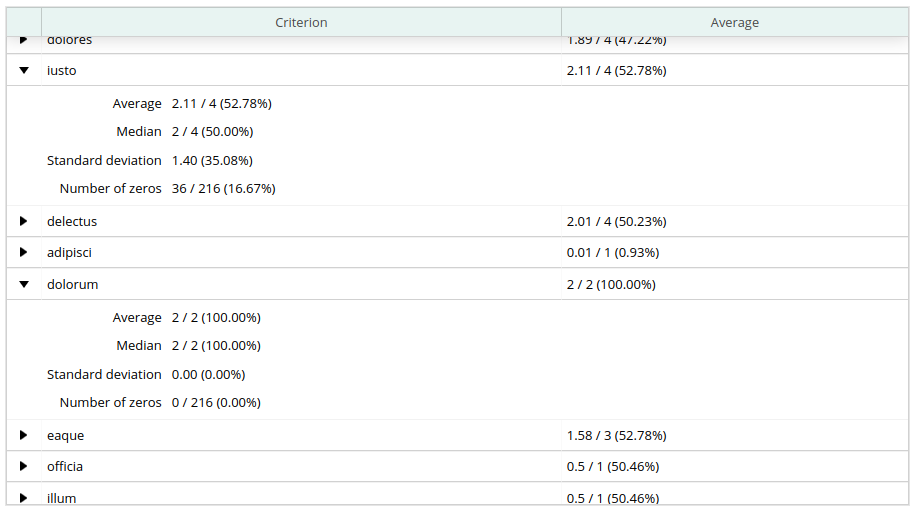 Criterion Average
dolores 1.89 / 4 (47.22%)
iusto 2.11 / 4 (52.78%)
Average 2.11 / 4 (52.78%)
Median 2 / 4 (50.00%)
Standard deviation 1.40 (35.08%)
Number of zeros 36 / 216 (16.67%)
delectus 2.01 / 4 (50.23%)
adipisci 0.01 / 1 (0.93%)
dolorum 2 / 2 (100.00%)
Average 2 / 2 (100.00%)
Median 2 / 2 (100.00%)
Standard deviation 0.00 (0.00%)
Number of zeros 0 / 216 (0.00%)
eaque 1.58 / 3 (52.78%)
officia 0.5 / 1 (50.46%)
illum 0.5 / 1 (50.46%)